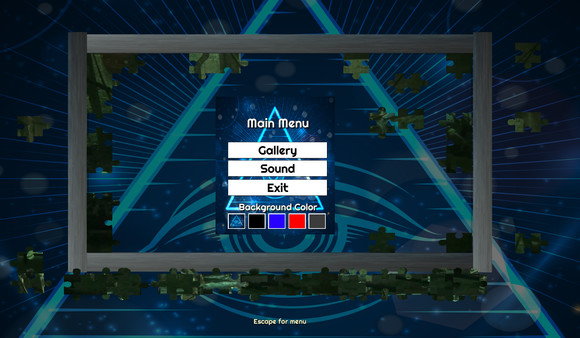 Main Menu
Gallery
Sound
Exit
Background Color
Escape for menu